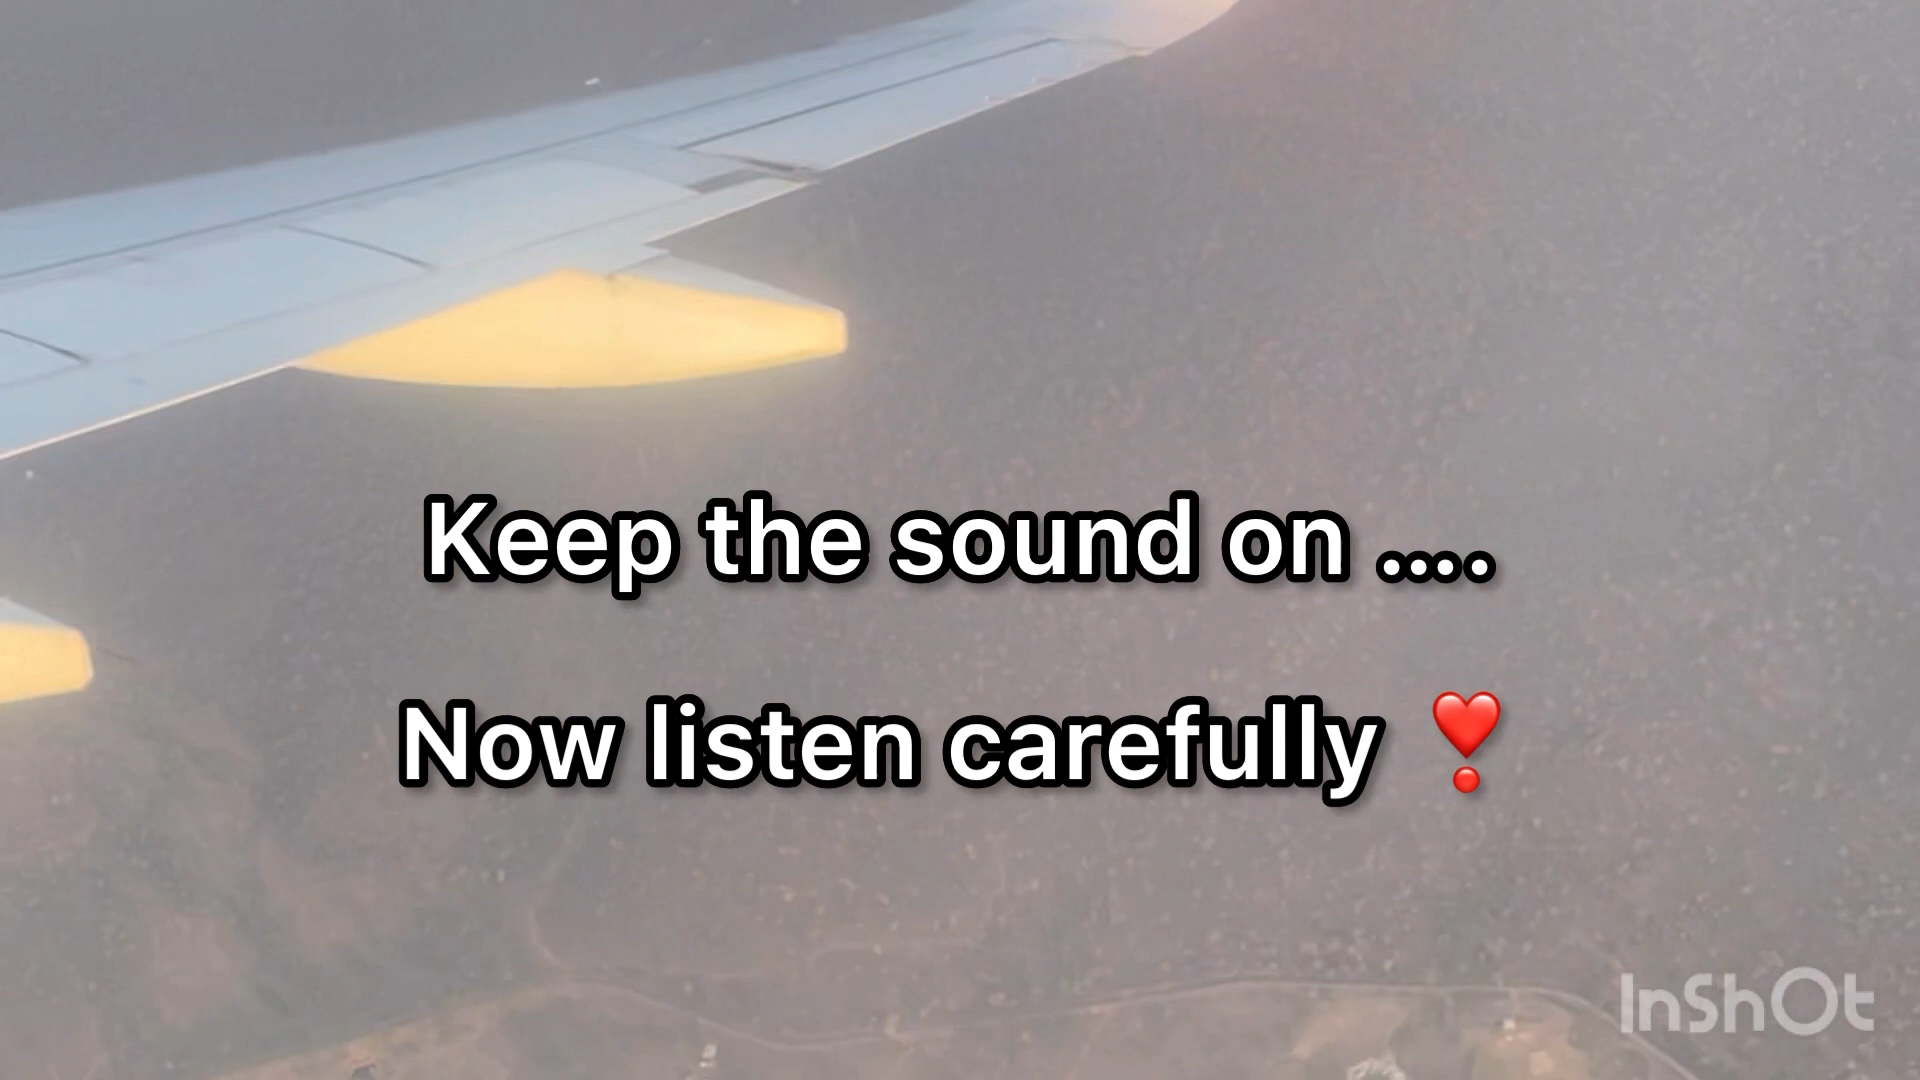 Keep the sound on ....
Now listen carefully ❣️
InShOt